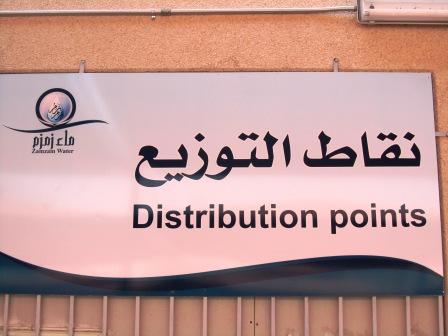 ماء زمزم
Zamzam Water
نقاط التوزيع
Distribution points